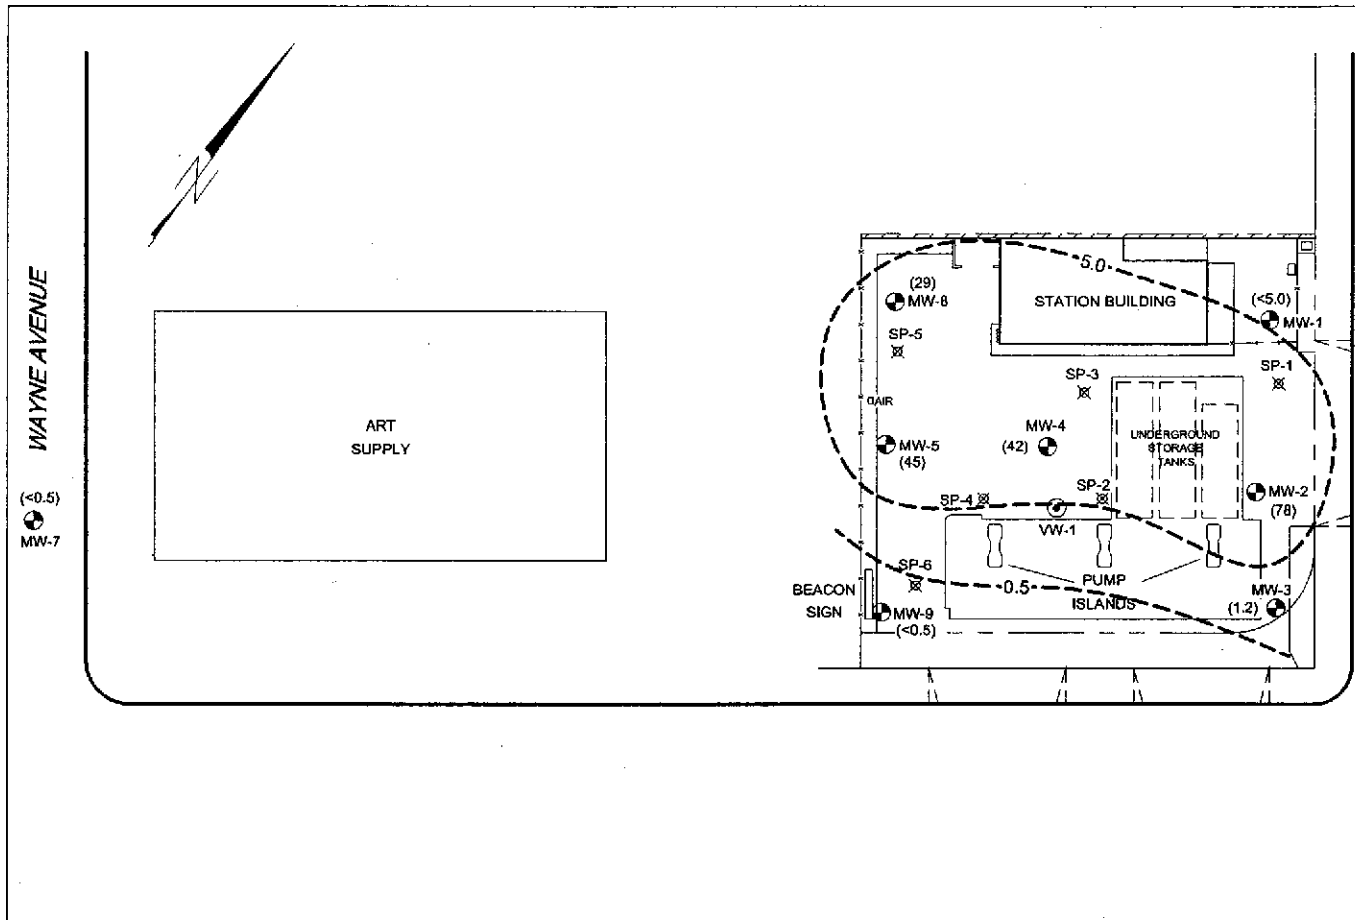 WAYNE AVENUE
(<0.5)
MW-7
ART
SUPPLY
5.0
STATION BUILDING
(29)
MW-8
(<5.0)
MW-1
SP-5
SP-3
SP-1
AIR
MW-4
(42)
UNDERGROUND
STORAGE
TANKS
MW-5
(45)
SP-4
SP-2
MW-2
(78)
VW-1
SP-6
0.5
PUMP
ISLANDS
MW-3
(1.2)
BEACON
SIGN
MW-9
(<0.5)